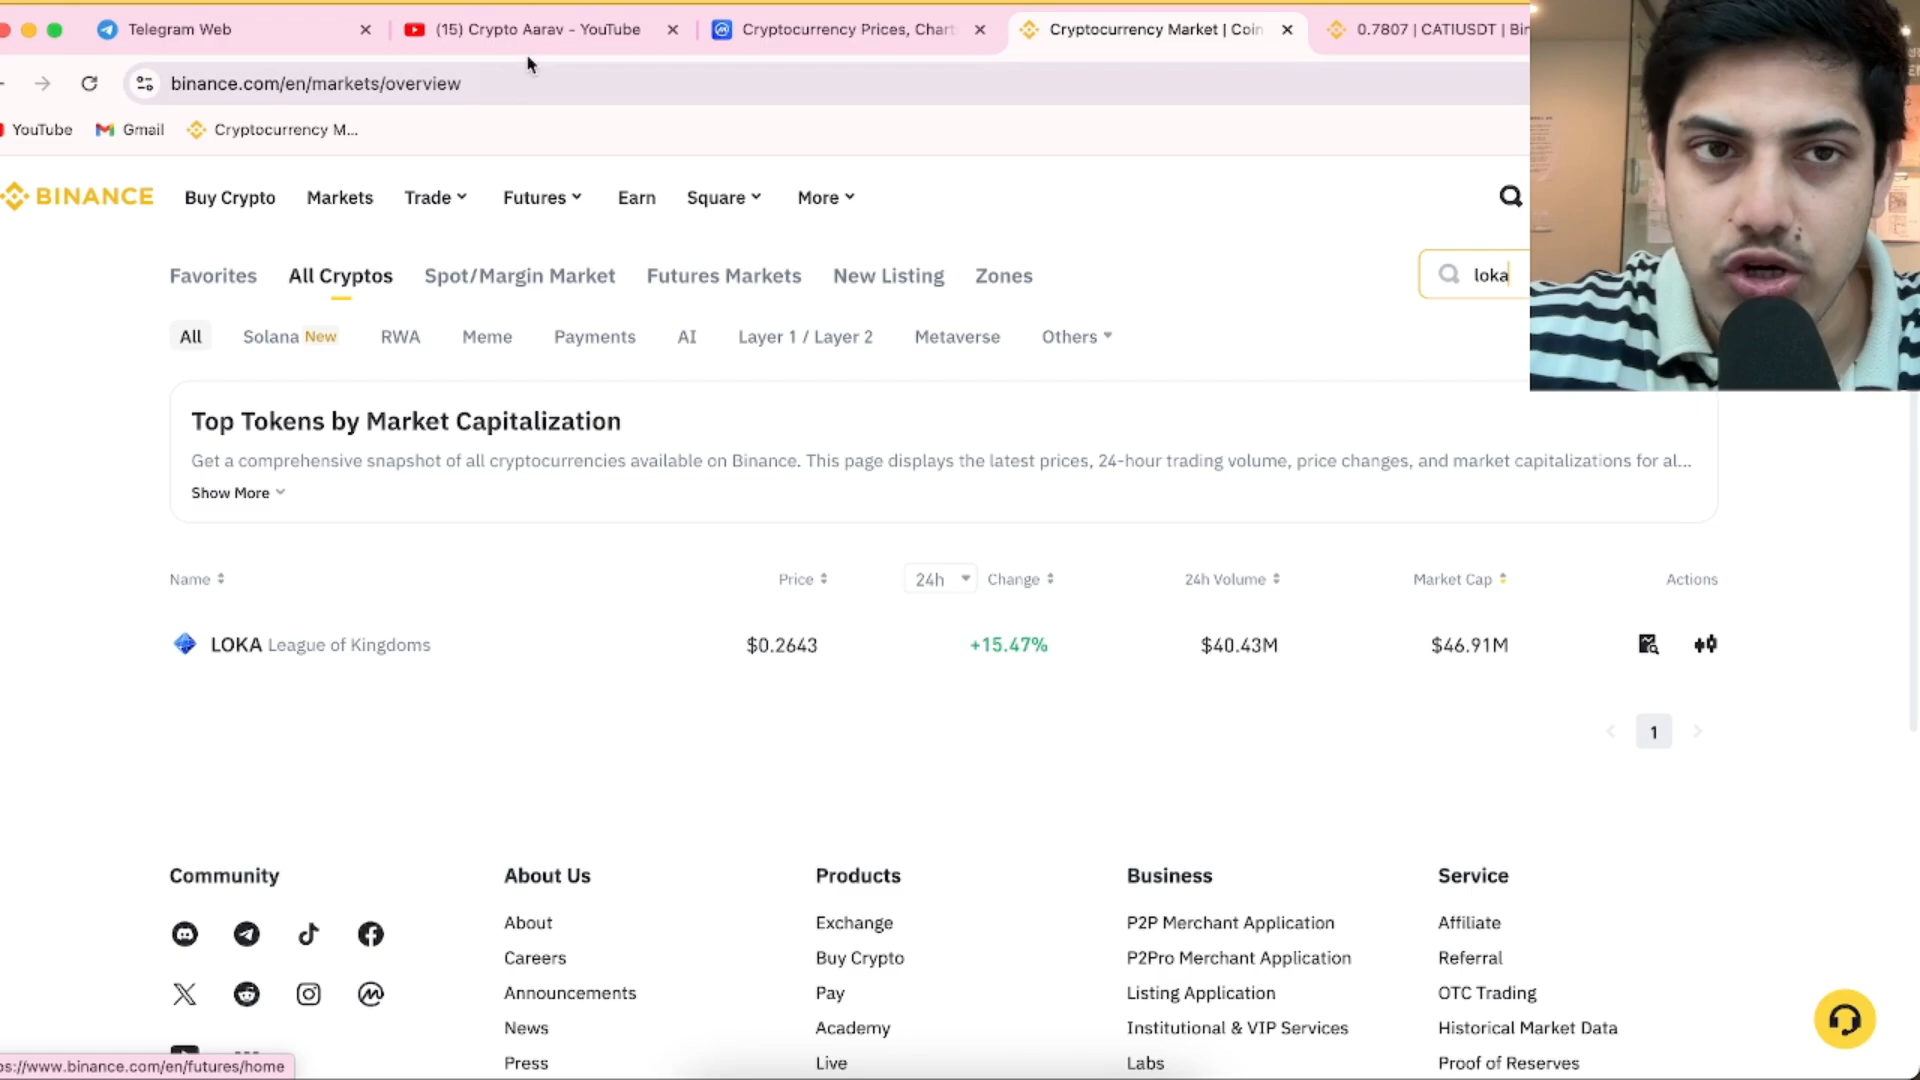 Telegram Web
(15) Crypto Aarav - YouTube
Cryptocurrency Prices, Chart
Cryptocurrency Market | Coin
0.7807 | CATIUSDT | Bin
binance.com/en/markets/overview
YouTube
Gmail
Cryptocurrency M...
BINANCE
Buy Crypto
Markets
Trade
Futures
Earn
Square
More
Favorites
All Cryptos
Spot/Margin Market
Futures Markets
New Listing
Zones
loka
All
Solana New
RWA
Meme
Payments
AI
Layer 1 / Layer 2
Metaverse
Others
Top Tokens by Market Capitalization
Get a comprehensive snapshot of all cryptocurrencies available on Binance. This page displays the latest prices, 24-hour trading volume, price changes, and market capitalizations for al...
Show More
Name
Price
24h
Change
24h Volume
Market Cap
Actions
LOKA League of Kingdoms
$0.2643
+15.47%
$40.43M
$46.91M
1
Community
About Us
Products
Business
Service
About
Exchange
P2P Merchant Application
Affiliate
Careers
Buy Crypto
P2Pro Merchant Application
Referral
Announcements
Pay
Listing Application
OTC Trading
News
Academy
Institutional & VIP Services
Historical Market Data
Press
Live
Labs
Proof of Reserves
ps://www.binance.com/en/futures/home